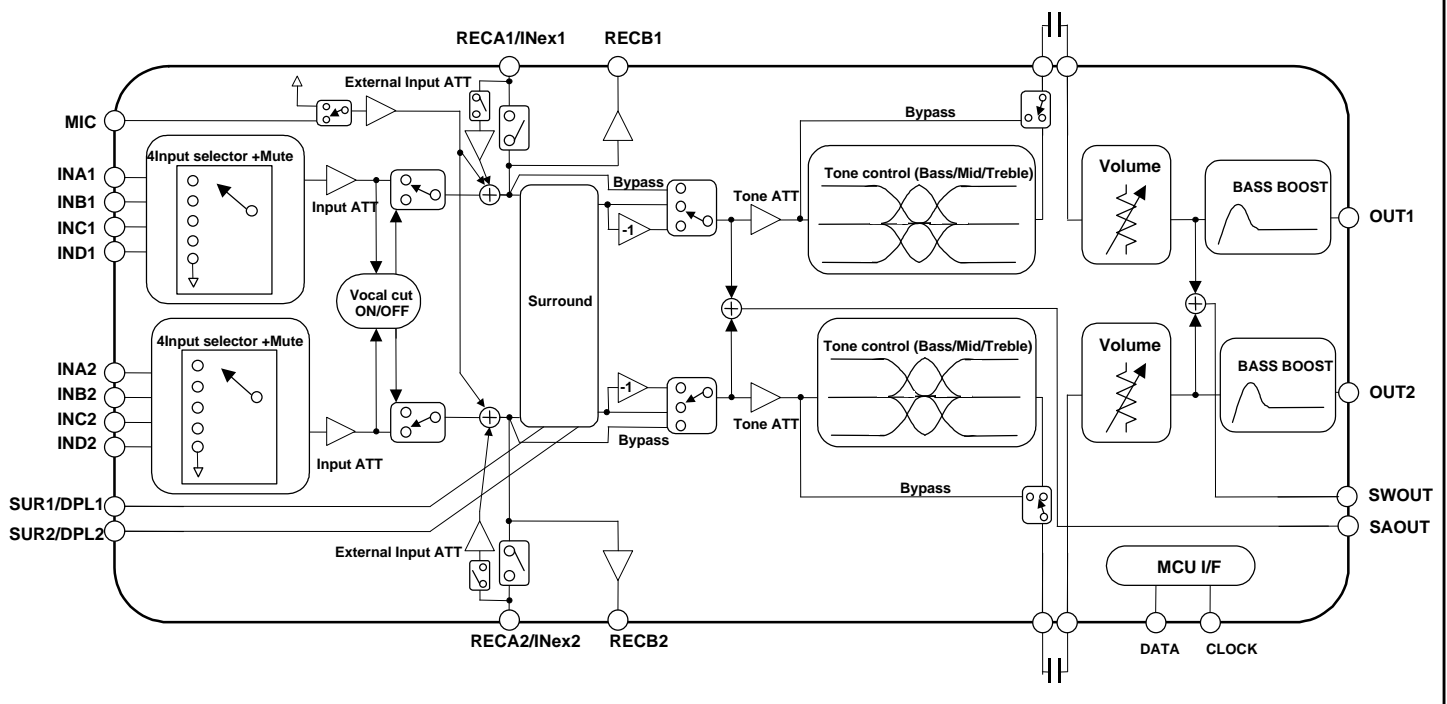 RECA1/INex1
RECB1
External Input ATT
MIC
Bypass
4Input selector +Mute
Tone control (Bass/Mid/Treble)
Volume
INA1
INB1
INC1
IND1
Input ATT
Bypass
Tone ATT
BASS BOOST
OUT1
-1
Vocal cut
ON/OFF
Surround
4Input selector +Mute
Tone control (Bass/Mid/Treble)
Volume
BASS BOOST
INA2
INB2
INC2
IND2
-1
OUT2
Tone ATT
Bypass
Input ATT
Bypass
SUR1/DPL1
SUR2/DPL2
SWOUT
SAOUT
External Input ATT
MCU I/F
RECA2/INex2
RECB2
DATA
CLOCK